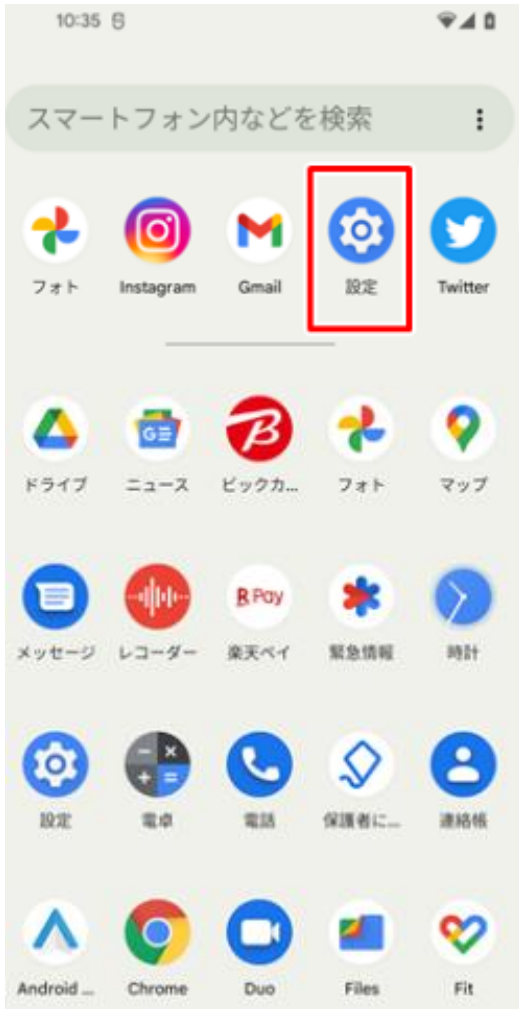 10:35
スマートフォン内などを検索
フォト Instagram Gmail 設定 Twitter
G≡
B
ドライブ ニュース ビックカ... フォト マップ
R Pay
メッセージ レコーダー 楽天ペイ 緊急情報 時計
設定 電卓 電話 保護者に... 連絡帳
Android ... Chrome Duo Files Fit